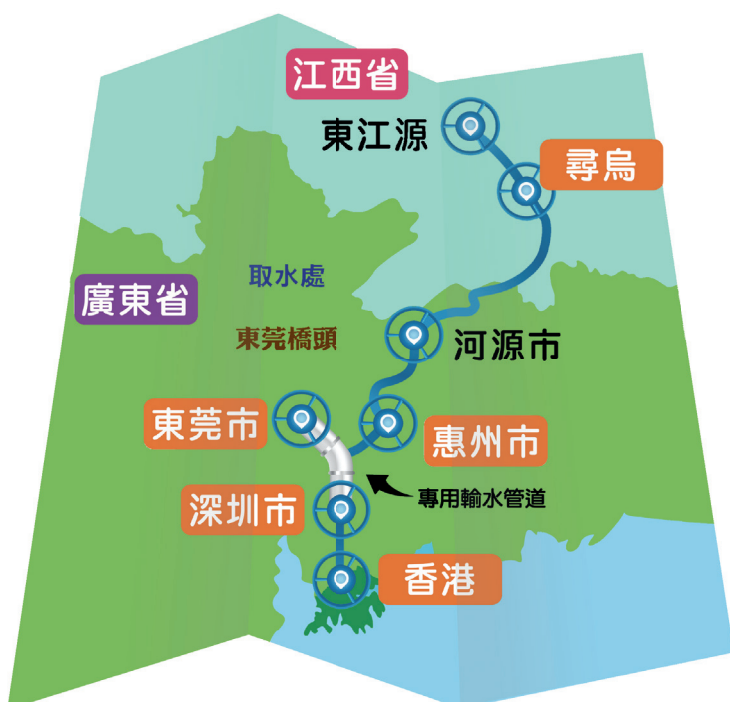 江西省
東江源
尋烏
取水處
廣東省
東莞橋頭
河源市
東莞市
惠州市
專用輸水管道
深圳市
香港